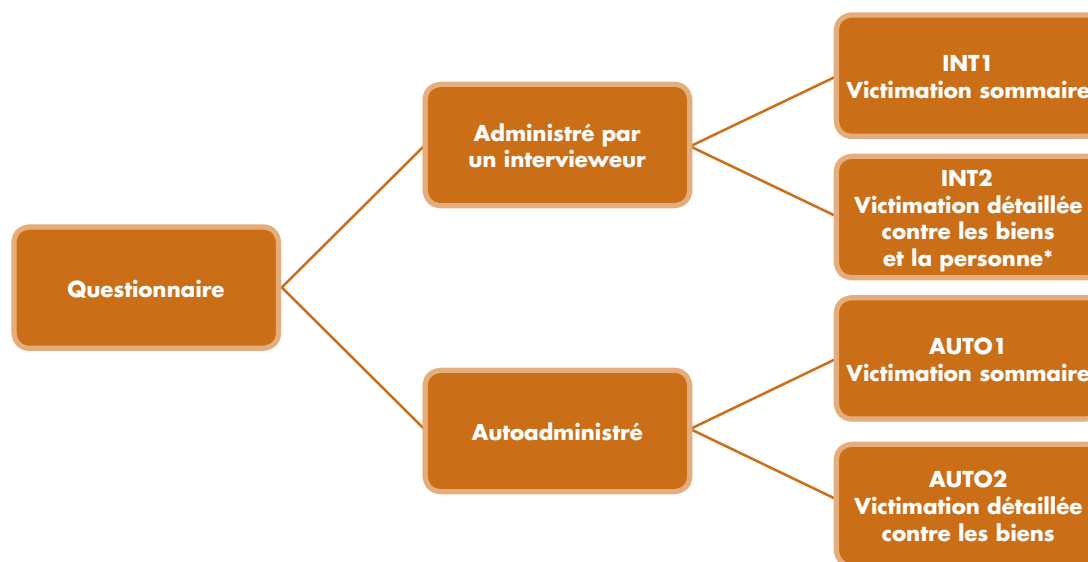 Questionnaire
Administré par
un intervieweur
INT1
Victimation sommaire
INT2
Victimation détaillée
contre les biens
et la personne*
Autoadministré
AUTO1
Victimation sommaire
AUTO2
Victimation détaillée
contre les biens